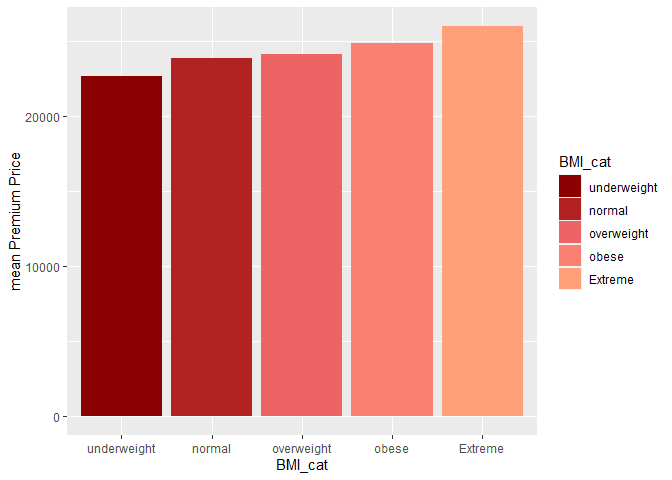 mean Premium Price
20000
10000
0
underweight normal overweight obese Extreme
BMI_cat
BMI_cat
underweight
normal
overweight
obese
Extreme